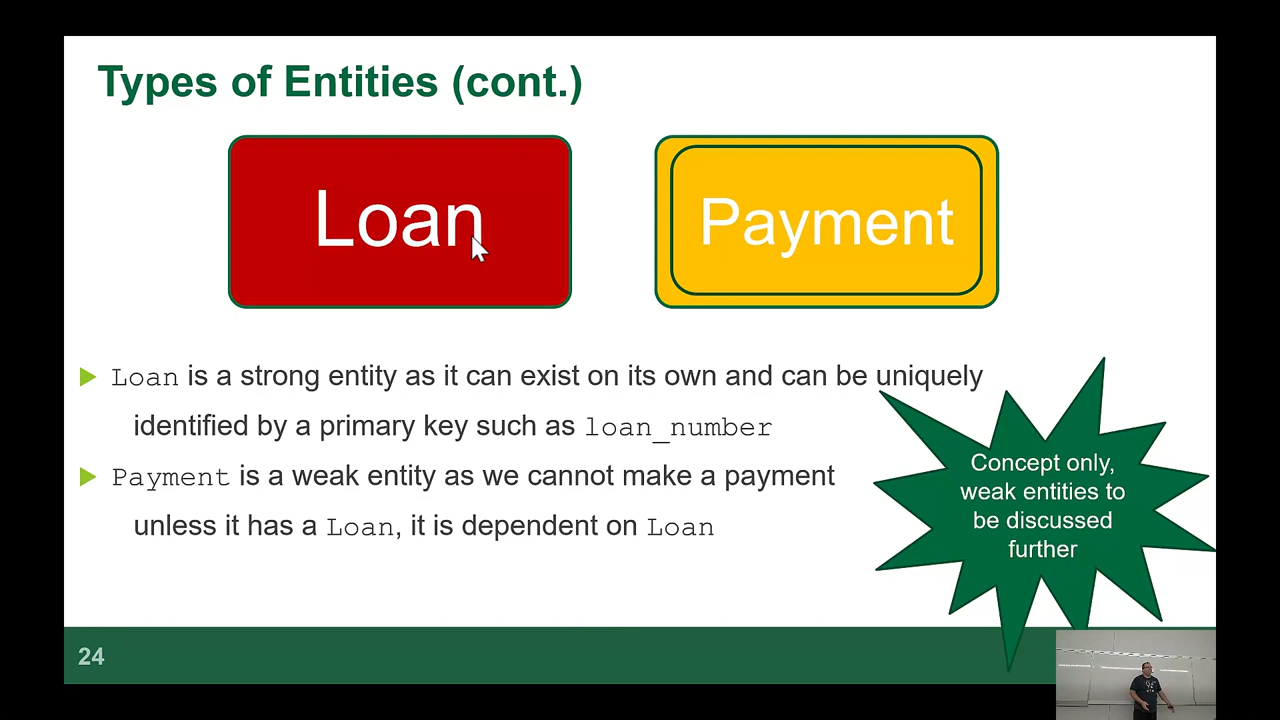 Types of Entities (cont.)
Loan
Payment
Loan is a strong entity as it can exist on its own and can be uniquely
identified by a primary key such as loan_number
Payment is a weak entity as we cannot make a payment
unless it has a Loan, it is dependent on Loan
Concept only,
weak entities to
be discussed
further
24